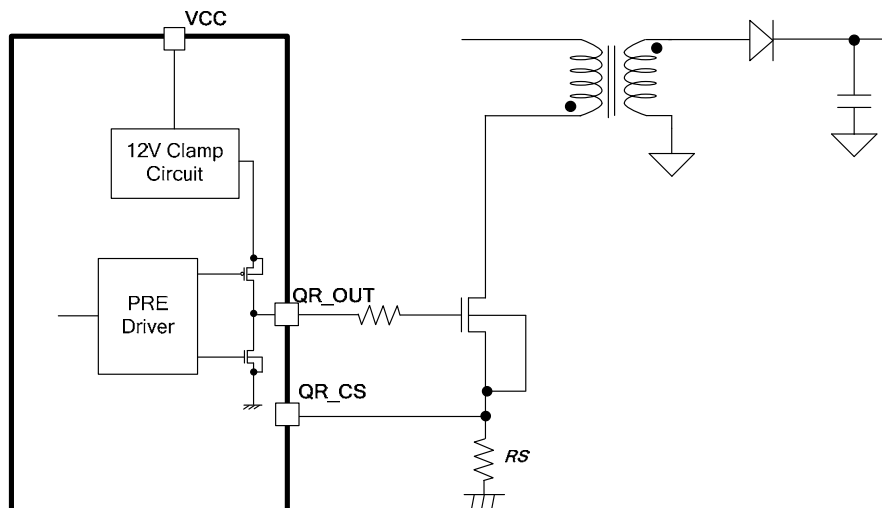 VCC
12V Clamp
Circuit
PRE
Driver
QR_OUT
QR_CS
RS